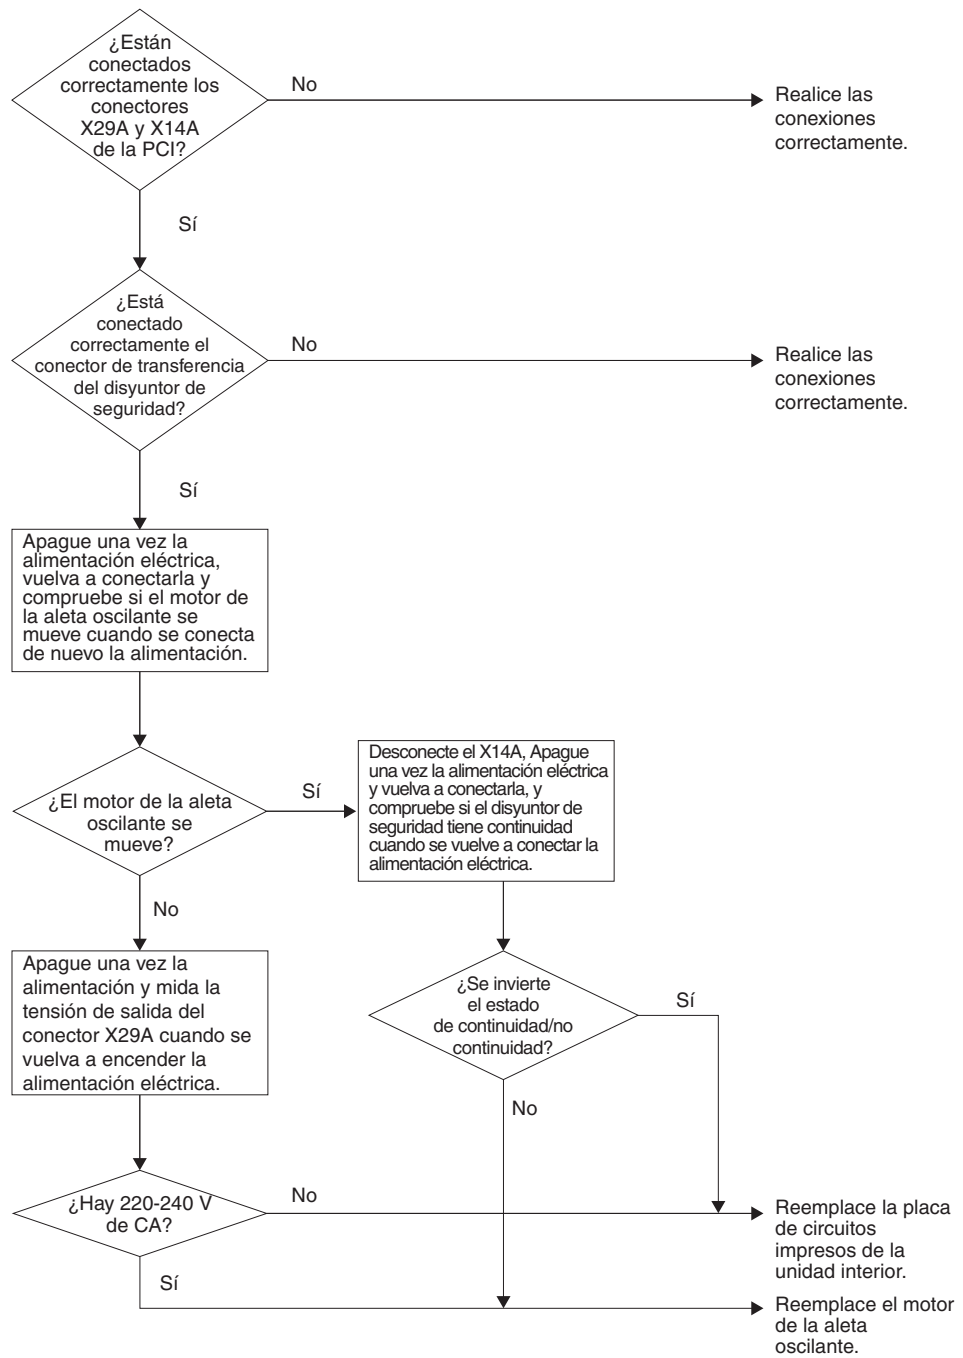 ¿Están
conectados
correctamente los
conectores
X29A y X14A
de la PCI?
No
Realice las
conexiones
correctamente.
Sí
¿Está
conectado
correctamente el
conector de transferencia
del disyuntor de
seguridad?
No
Realice las
conexiones
correctamente.
Sí
Apague una vez la
alimentación eléctrica,
vuelva a conectarla y
compruebe si el motor de
la aleta oscilante se
mueve cuando se conecta
de nuevo la alimentación.
¿El motor de la aleta
oscilante se
mueve?
Sí
Desconecte el X14A, Apague
una vez la alimentación eléctrica
y vuelva a conectarla, y
compruebe si el disyuntor de
seguridad tiene continuidad
cuando se vuelve a conectar la
alimentación eléctrica.
No
Apague una vez la
alimentación y mida la
tensión de salida del
conector X29A cuando se
vuelva a encender la
alimentación eléctrica.
¿Se invierte
el estado
de continuidad/no
continuidad?
Sí
No
¿Hay 220-240 V
de CA?
No
Reemplace la placa
de circuitos
impresos de la
unidad interior.
Sí
Reemplace el motor
de la aleta
oscilante.